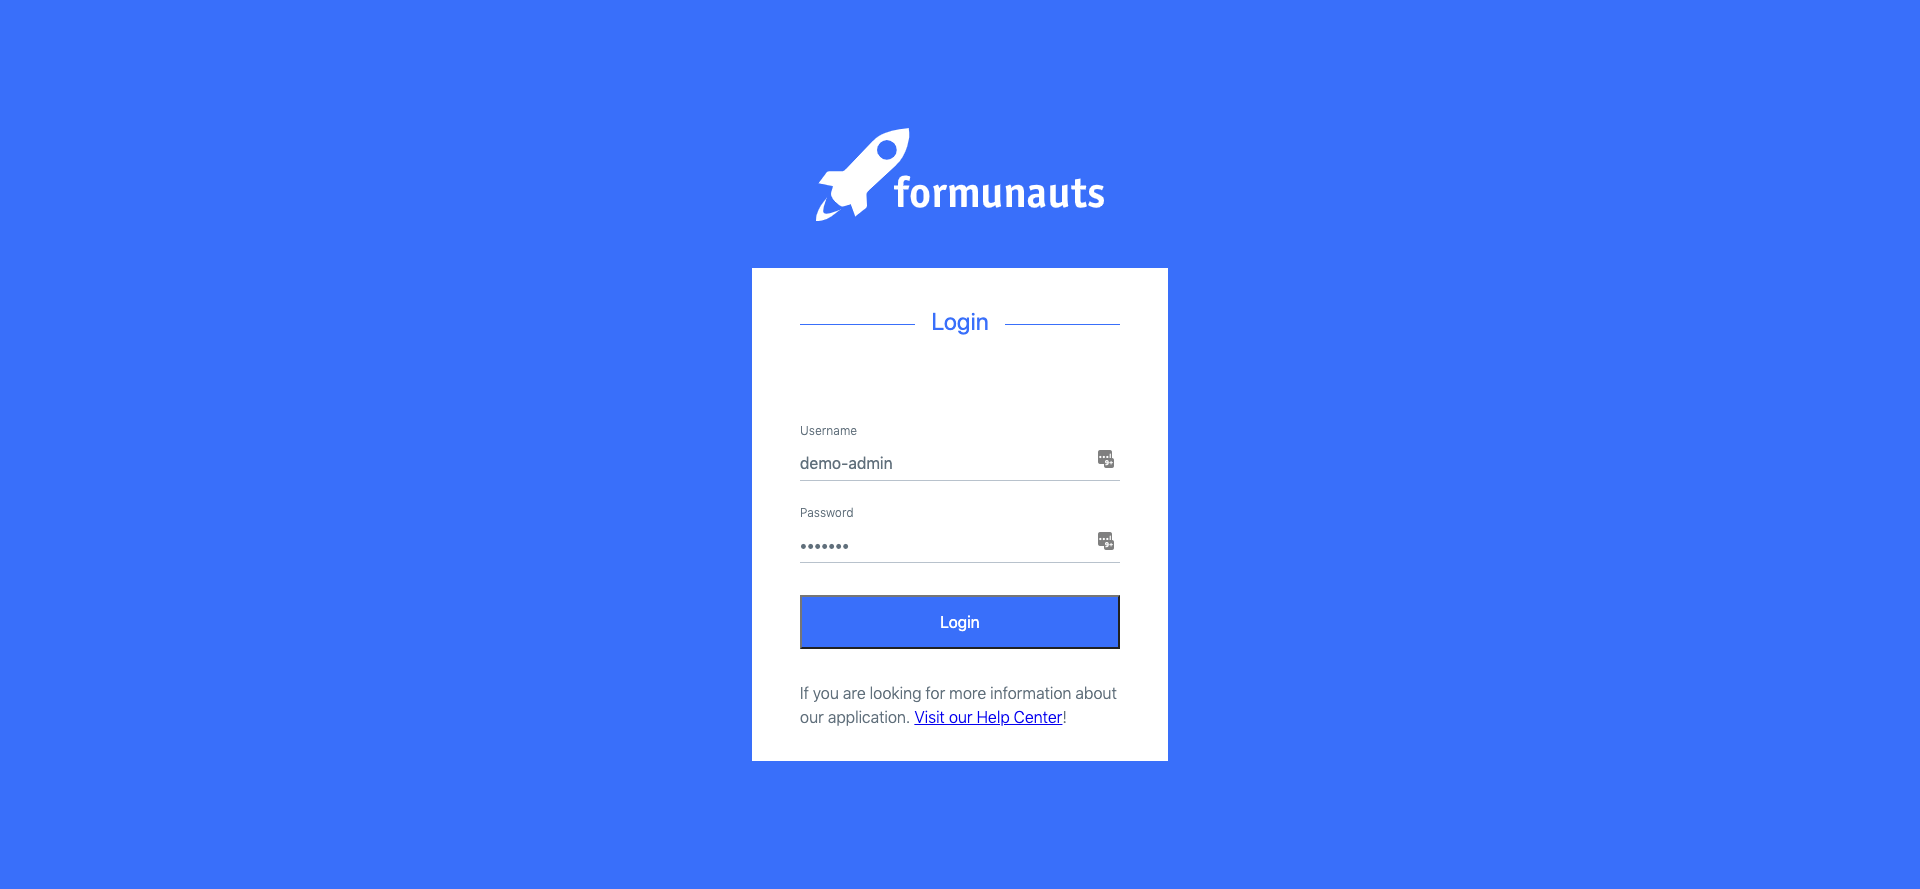 formunauts
Login
Username
demo-admin
Password
•••••••
Login
If you are looking for more information about
our application. Visit our Help Center!